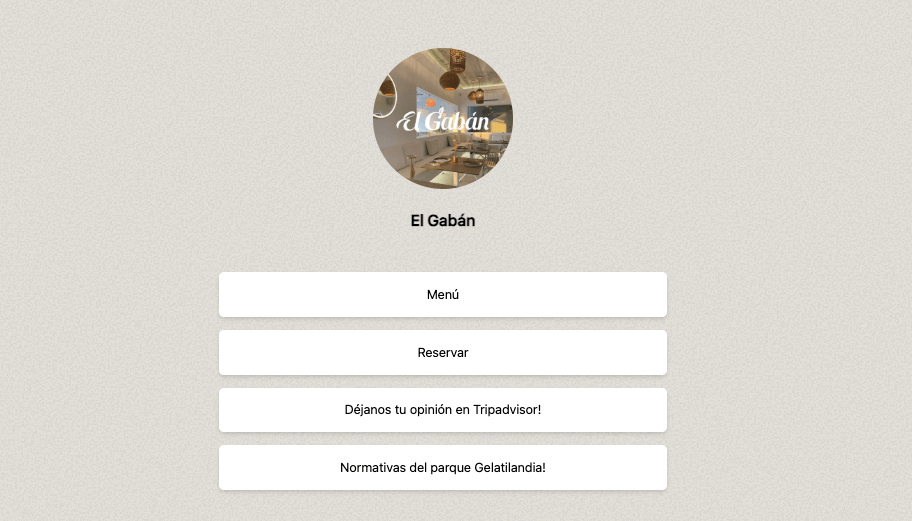 El Gabán
El Gabán
Menú
Reservar
Déjanos tu opinión en Tripadvisor!
Normativas del parque Gelatilandia!